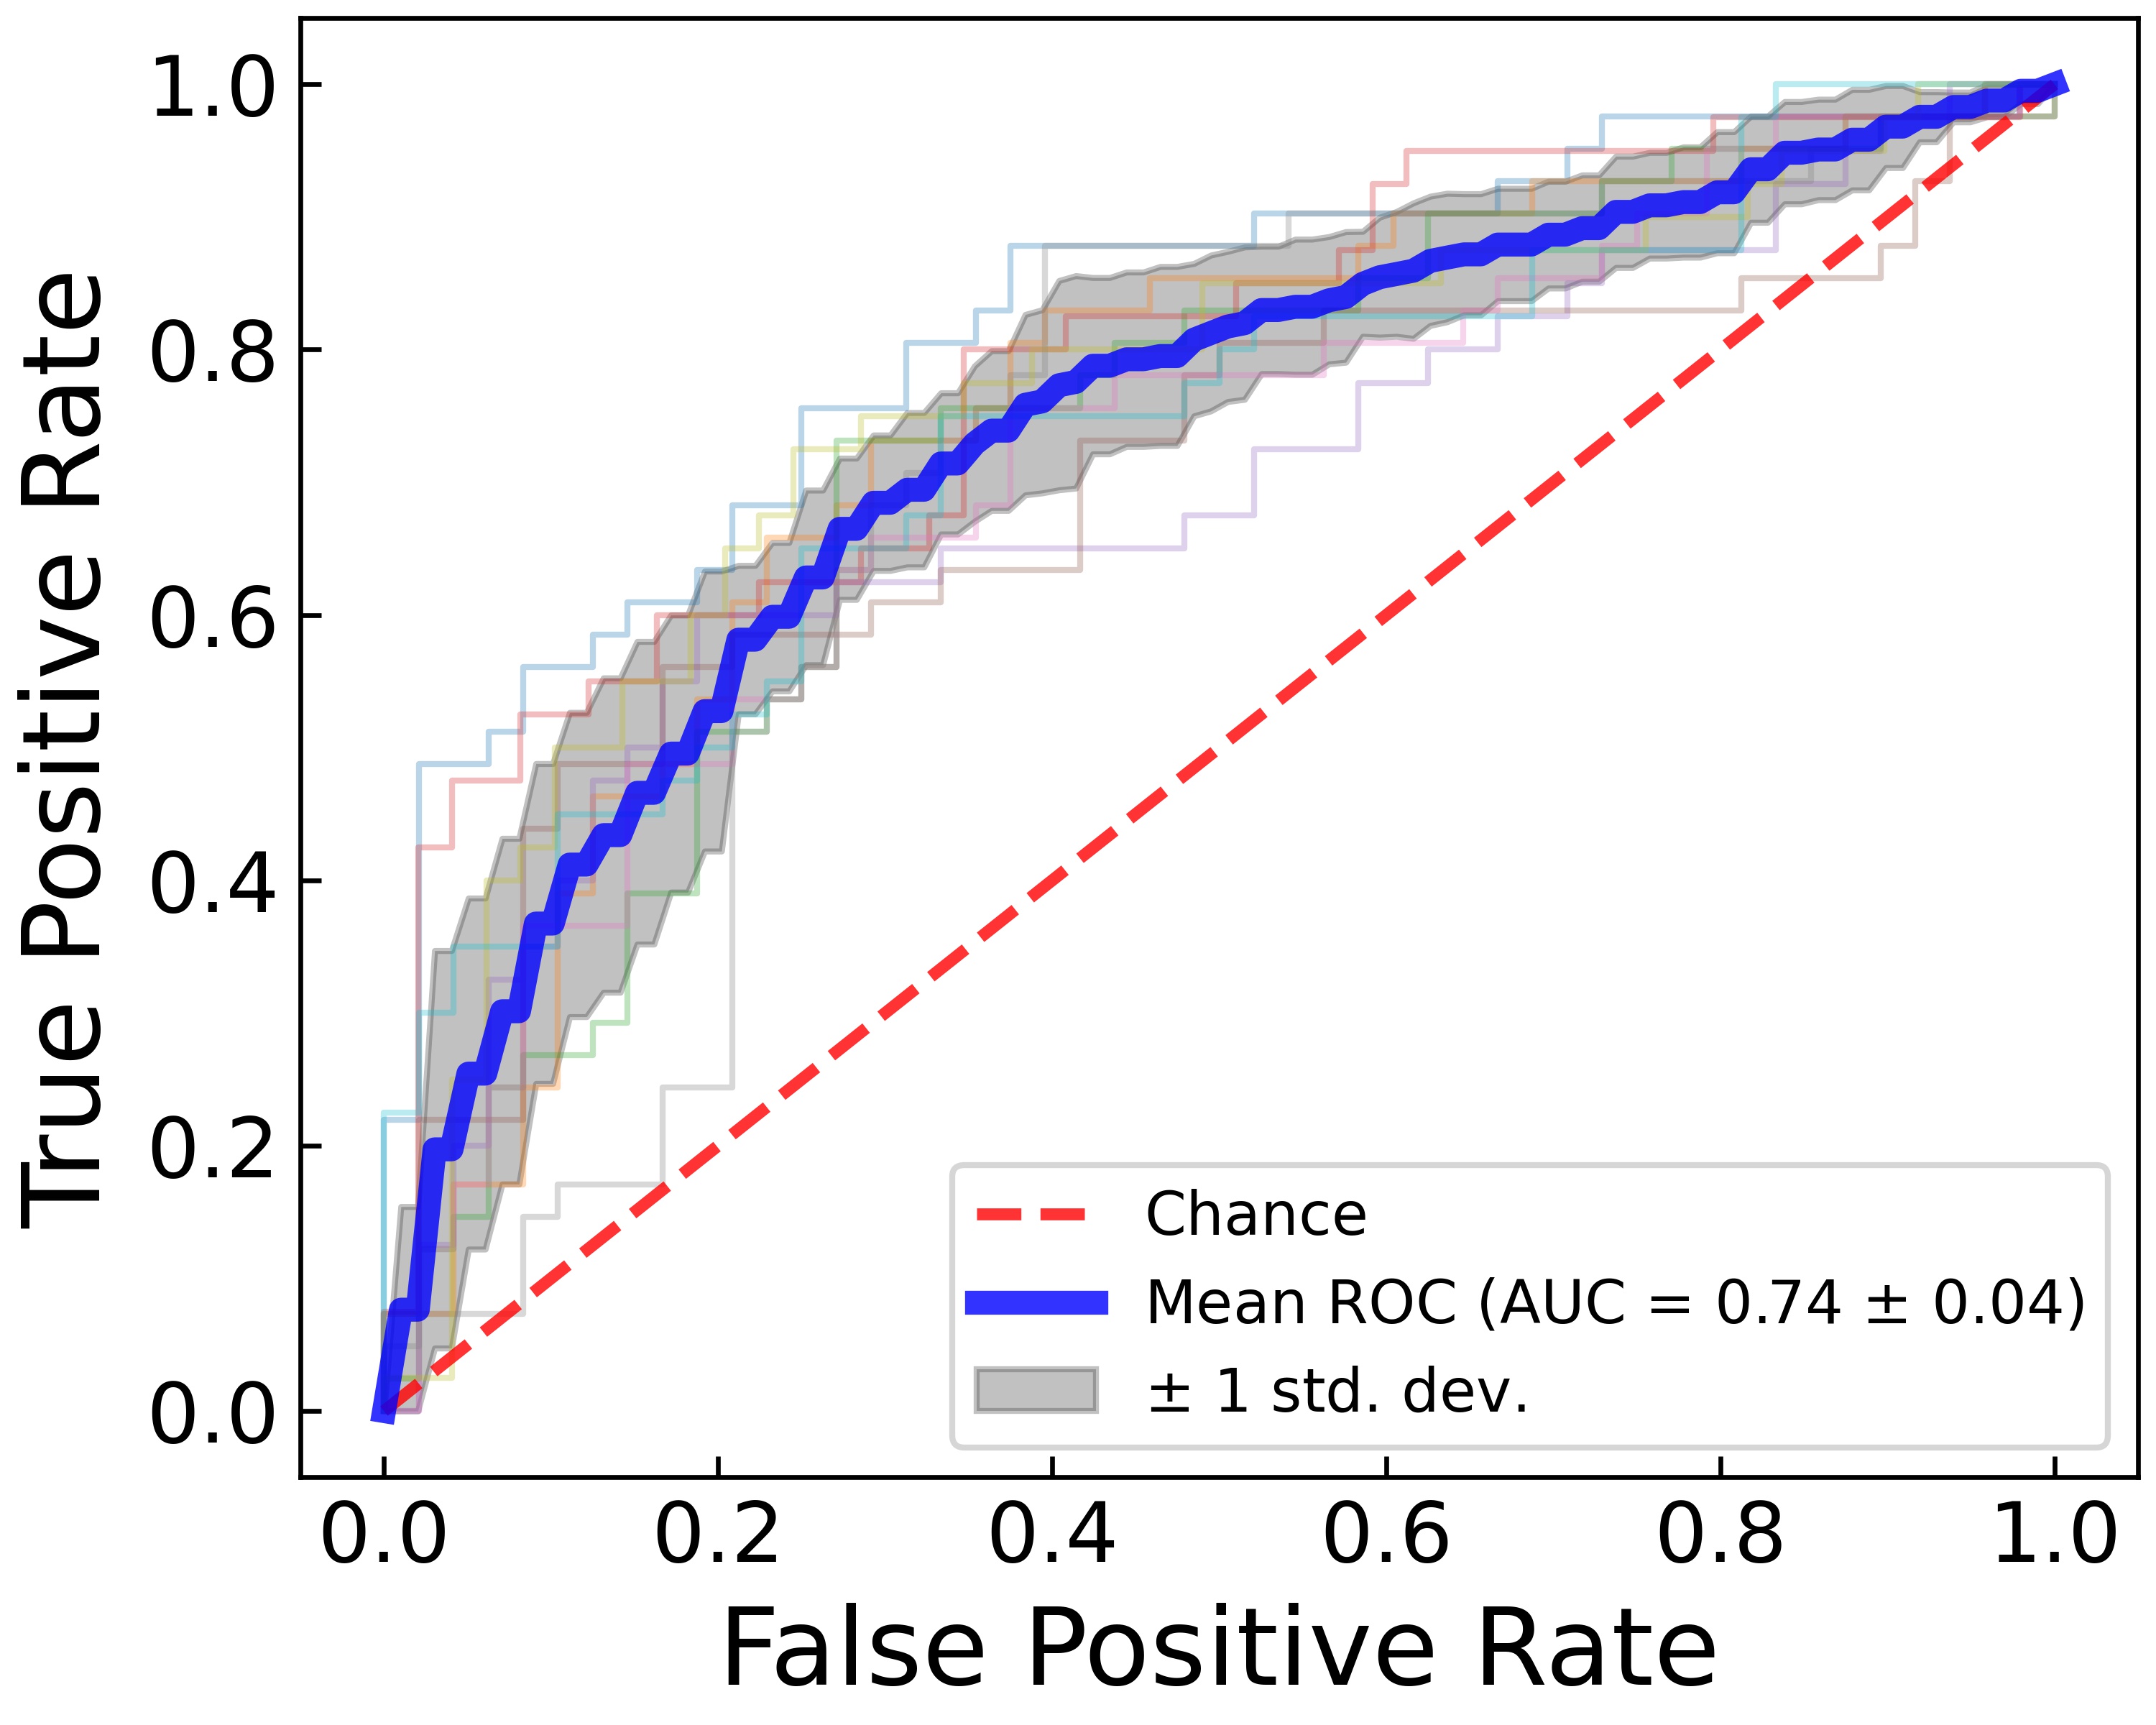 True Positive Rate
1.0
0.8
0.6
0.4
0.2
0.0
Chance
Mean ROC (AUC = 0.74 ± 0.04)
± 1 std. dev.
0.0 0.2 0.4 0.6 0.8 1.0
False Positive Rate